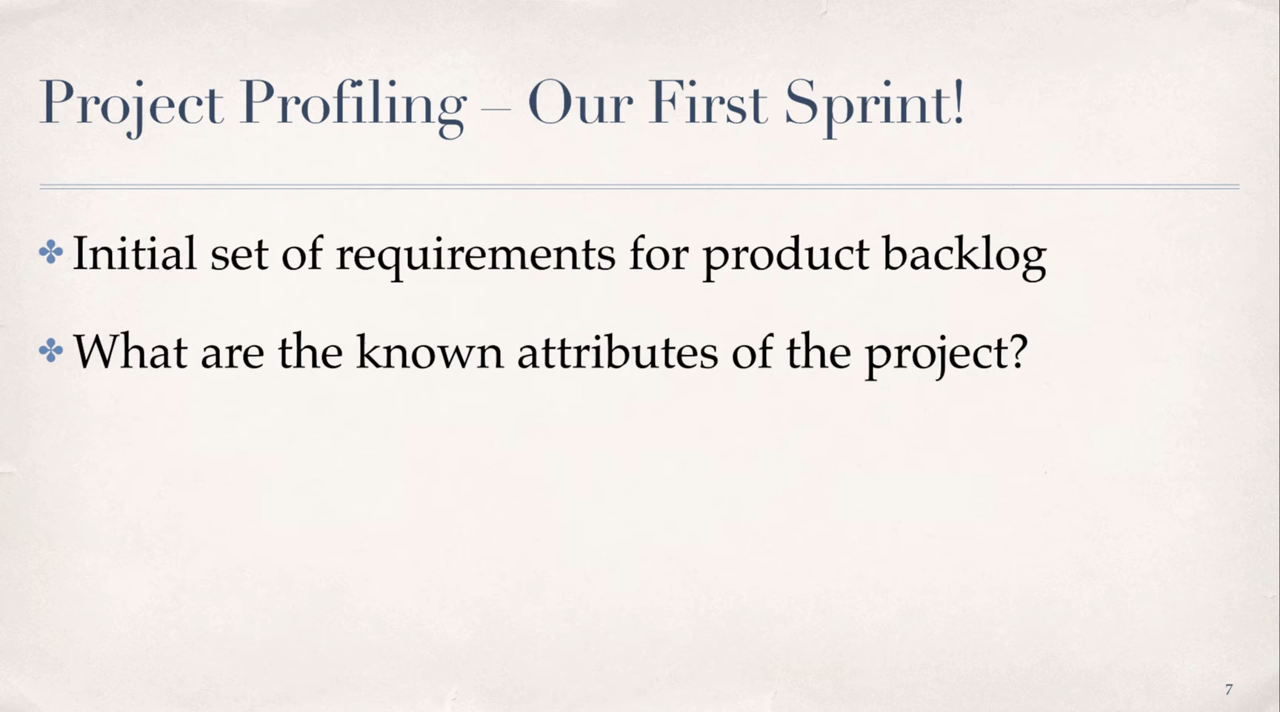 Project Profiling – Our First Sprint!
✤ Initial set of requirements for product backlog
✤ What are the known attributes of the project?
7